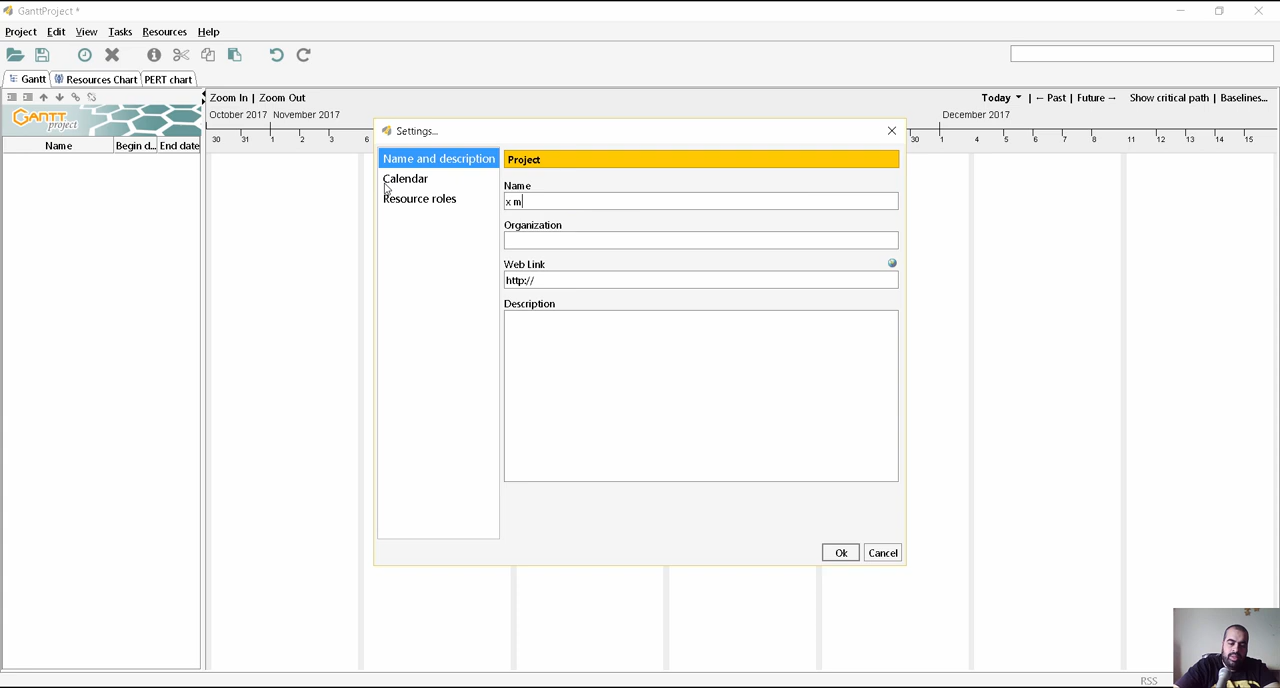 GanttProject *
Project Edit View Tasks Resources Help
Gantt Resources Chart PERT chart
Zoom In | Zoom Out Today | ← Past | Future → Show critical path | Baselines...
GANTT project
October 2017 November 2017 December 2017
30 31 1 2 3 6 30 1 4 5 6 7 8 11 12 13 14 15
Name Begin d... End date
Settings...
Name and description
Calendar
Resource roles
Project
Name
x m
Organization
Web Link
http://
Description
Ok Cancel
RSS